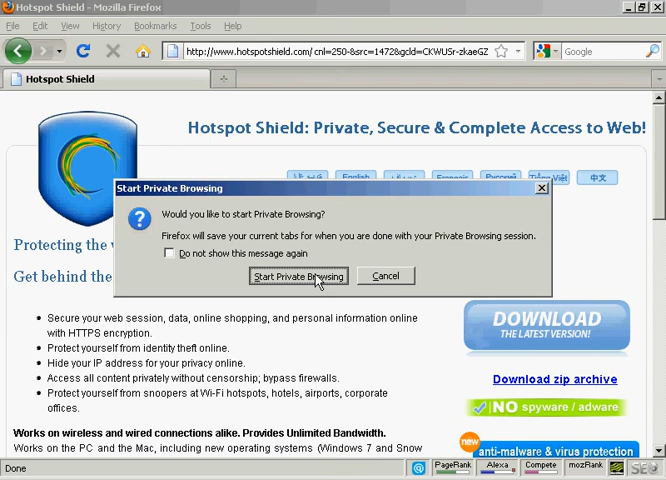 Hotspot Shield - Mozilla Firefox
File Edit View History Bookmarks Tools Help
http://www.hotspotshield.com/ cnl=250-&src=1472&gcld=CKWUSr-zkaeGZ
Google
Hotspot Shield
Hotspot Shield: Private, Secure & Complete Access to Web!
English Français Русский Tiếng Việt 中文
Start Private Browsing
Would you like to start Private Browsing?
Firefox will save your current tabs for when you are done with your Private Browsing session.
Do not show this message again
Start Private Browsing Cancel
Protecting the
Get behind the
Secure your web session, data, online shopping, and personal information online
with HTTPS encryption.
Protect yourself from identity theft online.
Hide your IP address for your privacy online.
Access all content privately without censorship; bypass firewalls.
Protect yourself from snoopers at Wi-Fi hotspots, hotels, airports, corporate
offices.
DOWNLOAD
THE LATEST VERSION!
Download zip archive
NO spyware / adware
new
anti-malware & virus protection
Works on wireless and wired connections alike. Provides Unlimited Bandwidth.
Works on the PC and the Mac, including new operating systems (Windows 7 and Snow
Done
PageRank Alexa Compete mozRank SEO